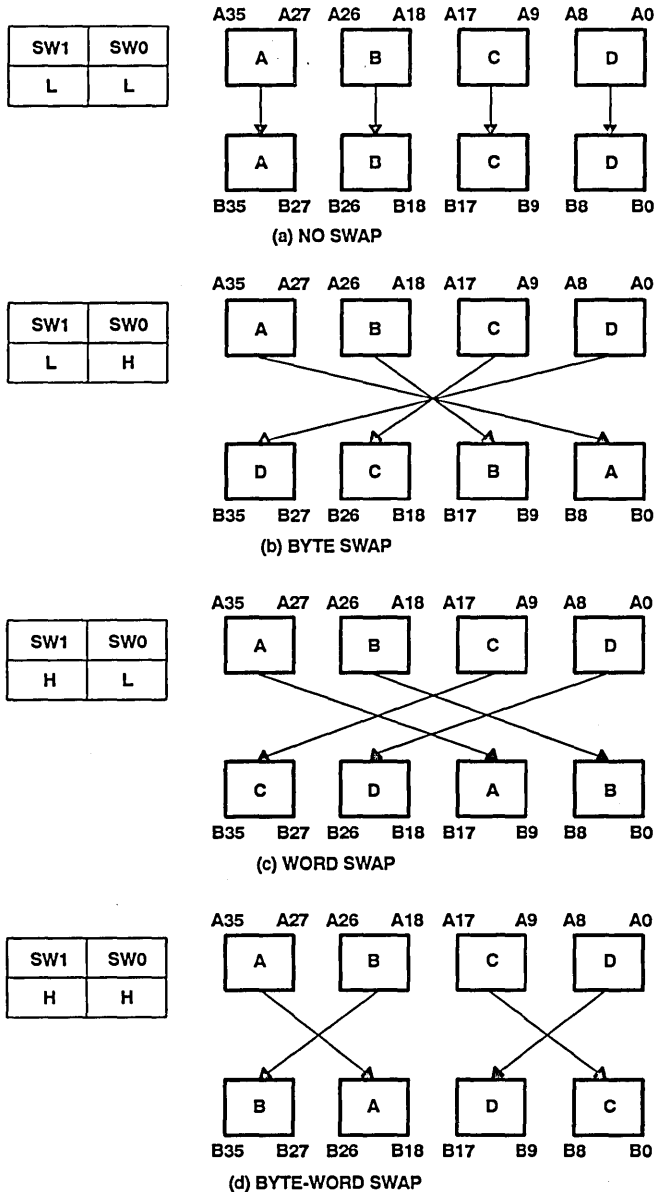 A35 A27 A26 A18 A17 A9 A8 A0
SW1 SW0
L L
A B C D
A B C D
B35 B27 B26 B18 B17 B9 B8 B0
(a) NO SWAP
A35 A27 A26 A18 A17 A9 A8 A0
SW1 SW0
L H
A B C D
D C B A
B35 B27 B26 B18 B17 B9 B8 B0
(b) BYTE SWAP
A35 A27 A26 A18 A17 A9 A8 A0
SW1 SW0
H L
A B C D
C D A B
B35 B27 B26 B18 B17 B9 B8 B0
(c) WORD SWAP
A35 A27 A26 A18 A17 A9 A8 A0
SW1 SW0
H H
A B C D
B A D C
B35 B27 B26 B18 B17 B9 B8 B0
(d) BYTE-WORD SWAP